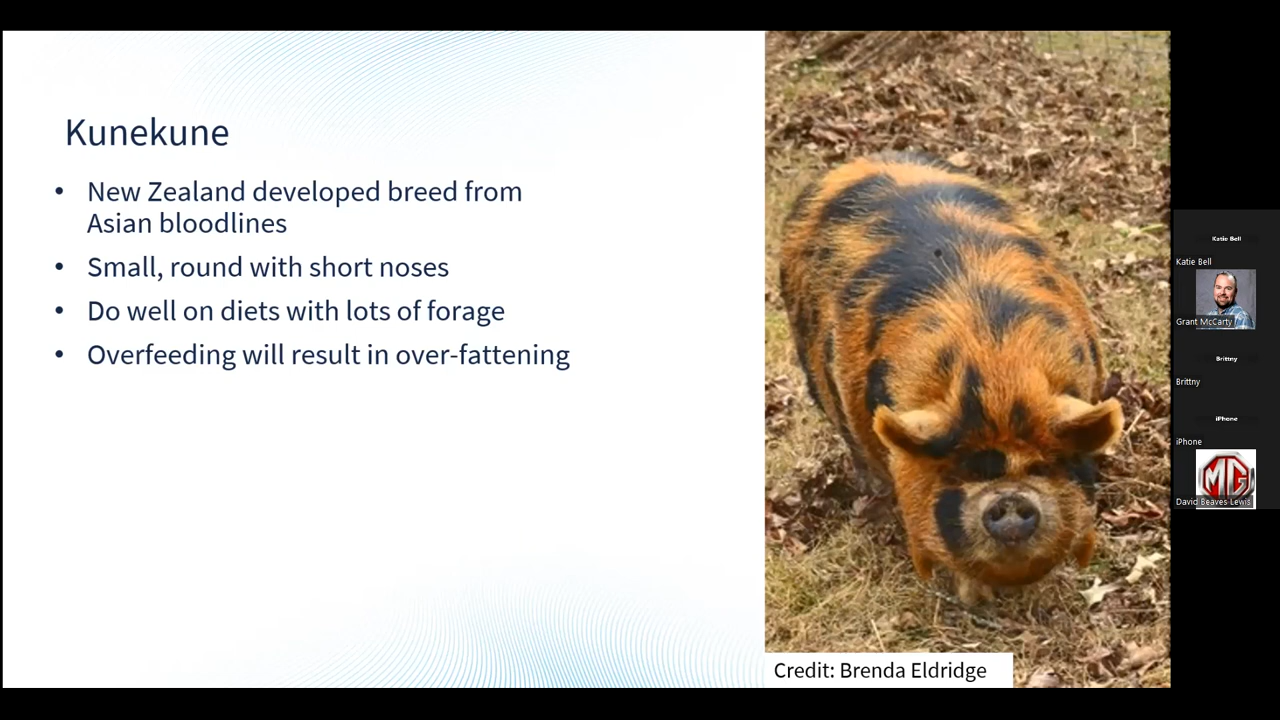 Kunekune
• New Zealand developed breed from
Asian bloodlines
• Small, round with short noses
• Do well on diets with lots of forage
• Overfeeding will result in over-fattening
Credit: Brenda Eldridge
Katie Bell
Katie Bell
Grant McCarty
Brittny
Brittny
iPhone
iPhone
MG
David Beaves Lewis